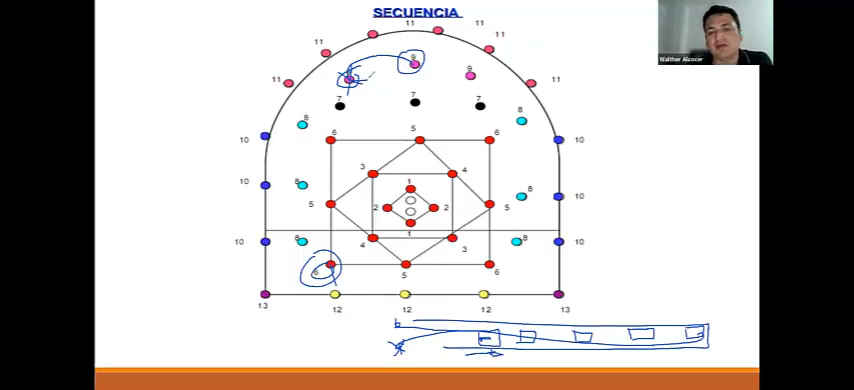 SECUENCIA
11 11
11 11
9
9
11 11
7 7 7
8 8
10 6 5 6 10
3 4
1
10 8 5 2 2 5 8 10
1
10 8 4 3 8 10
6 5 6
13 12 12 12 13
Walther Alcocer